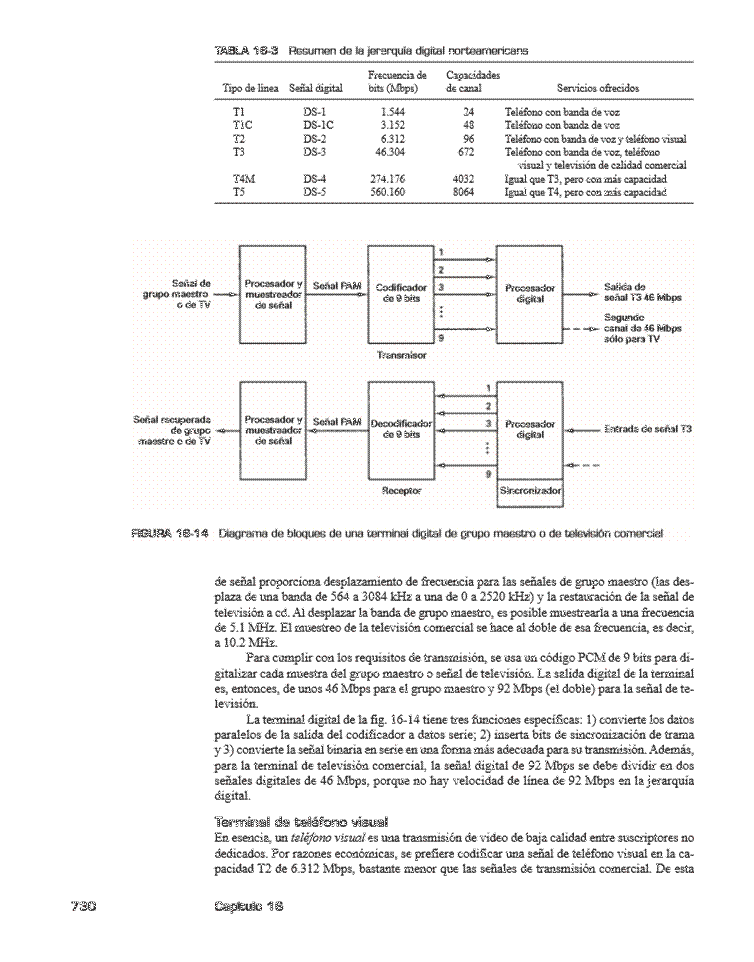 TABLA 16-3 Resumen de la jerarquía digital norteamericana
Tipo de línea Señal digital Frecuencia de bits (Mbps) Capacidades de canal Servicios ofrecidos
T1 DS-1 1.544 24 Teléfono con banda de voz
T1C DS-1C 3.152 48 Teléfono con banda de voz
T2 DS-2 6.312 96 Teléfono con banda de voz y teléfono visual
T3 DS-3 46.304 672 Teléfono con banda de voz, teléfono
visual y televisión de calidad comercial
T4M DS-4 274.176 4032 Igual que T3, pero con más capacidad
T5 DS-5 560.160 8064 Igual que T4, pero con más capacidad
Señal de
grupo maestro
o de TV
Procesador y
muestreador
de señal
Señal PAM
Codificador
de 9 bits
1
2
3
9
Procesador
digital
Salida de
señal T3 46 Mbps
Segundo
canal de 46 Mbps
sólo para TV
Transmisor
Señal recuperada
de grupo
maestro o de TV
Procesador y
muestreador
de señal
Señal PAM
Decodificador
de 9 bits
1
2
3
9
Procesador
digital
Entrada de señal T3
Receptor
Sincronizador
FIGURA 16-14 Diagrama de bloques de una terminal digital de grupo maestro o de televisión comercial
de señal proporciona desplazamiento de frecuencia para las señales de grupo maestro (las des-
plaza de una banda de 564 a 3084 kHz a una de 0 a 2520 kHz) y la restauración de la señal de
televisión a cd. Al desplazar la banda de grupo maestro, es posible muestrearla a una frecuencia
de 5.1 MHz. El muestreo de la televisión comercial se hace al doble de esa frecuencia, es decir,
a 10.2 MHz.
Para cumplir con los requisitos de transmisión, se usa un código PCM de 9 bits para di-
gitalizar cada muestra del grupo maestro o señal de televisión. La salida digital de la terminal
es, entonces, de unos 46 Mbps para el grupo maestro y 92 Mbps (el doble) para la señal de te-
levisión.
La terminal digital de la fig. 16-14 tiene tres funciones específicas: 1) convierte los datos
paralelos de la salida del codificador a datos serie; 2) inserta bits de sincronización de trama
y 3) convierte la señal binaria en serie en una forma más adecuada para su transmisión. Además,
para la terminal de televisión comercial, la señal digital de 92 Mbps se debe dividir en dos
señales digitales de 46 Mbps, porque no hay velocidad de línea de 92 Mbps en la jerarquía
digital.
Terminal de teléfono visual
En esencia, un teléfono visual es una transmisión de video de baja calidad entre suscriptores no
dedicados. Por razones económicas, se prefiere codificar una señal de teléfono visual en la ca-
pacidad T2 de 6.312 Mbps, bastante menor que las señales de transmisión comercial. De esta
730 Capítulo 16